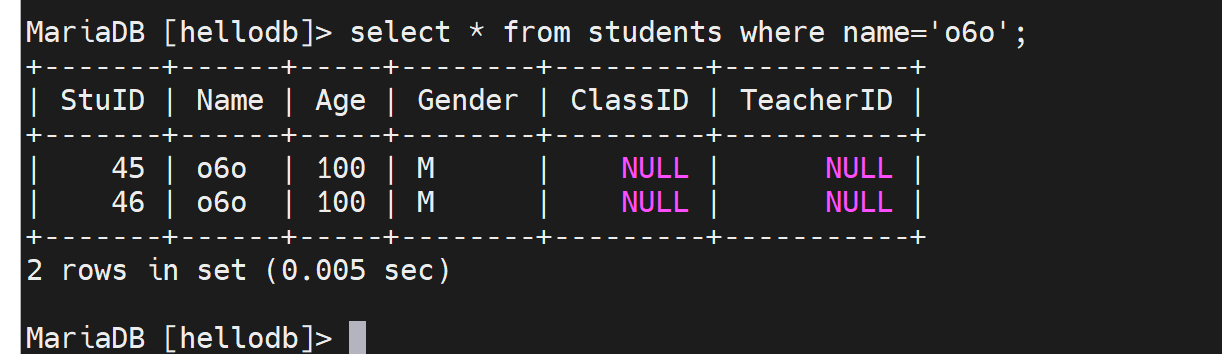 MariaDB [hellodb]> select * from students where name='o6o';
+-------+------+-----+--------+---------+-----------+
| StuID | Name | Age | Gender | ClassID | TeacherID |
+-------+------+-----+--------+---------+-----------+
|    45 | o6o  | 100 | M      |    NULL |      NULL |
|    46 | o6o  | 100 | M      |    NULL |      NULL |
+-------+------+-----+--------+---------+-----------+
2 rows in set (0.005 sec)
MariaDB [hellodb]>